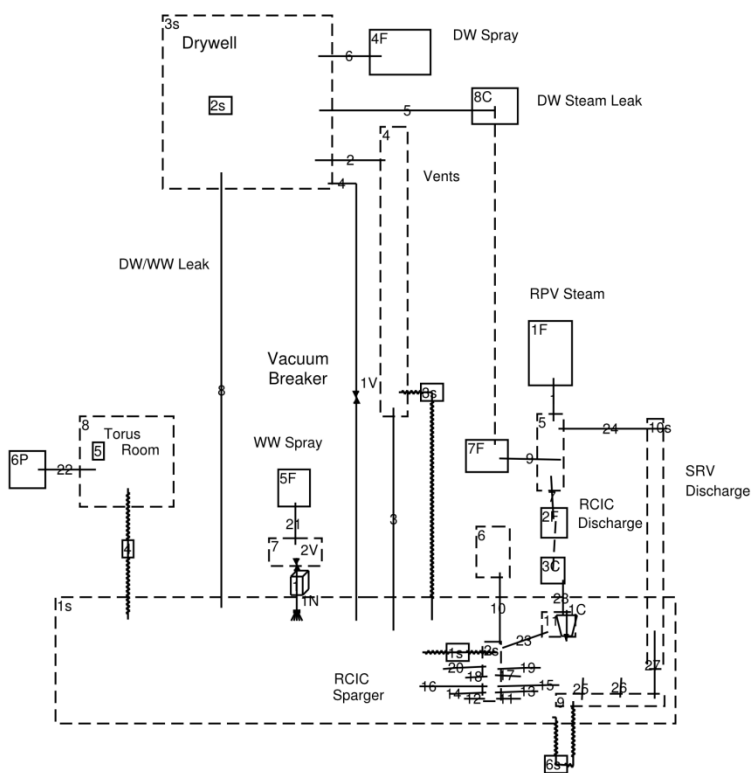 3s
Drywell
4F
DW Spray
6
2s
8C
DW Steam Leak
5
4
2
Vents
4
DW/WW Leak
RPV Steam
1F
Vacuum
Breaker
1V
8
3s
1
5
24
10s
8
Torus
Room
5
WW Spray
7F
9
6P
22
5F
SRV
Discharge
7
2F
RCIC
Discharge
3
21
6
7
2V
4
3C
1
1N
1s
10
28
1C
11
23
1s
2s
RCIC
Sparger
20
19
18
17
27
16
15
25
26
14
13
12
11
9
6s